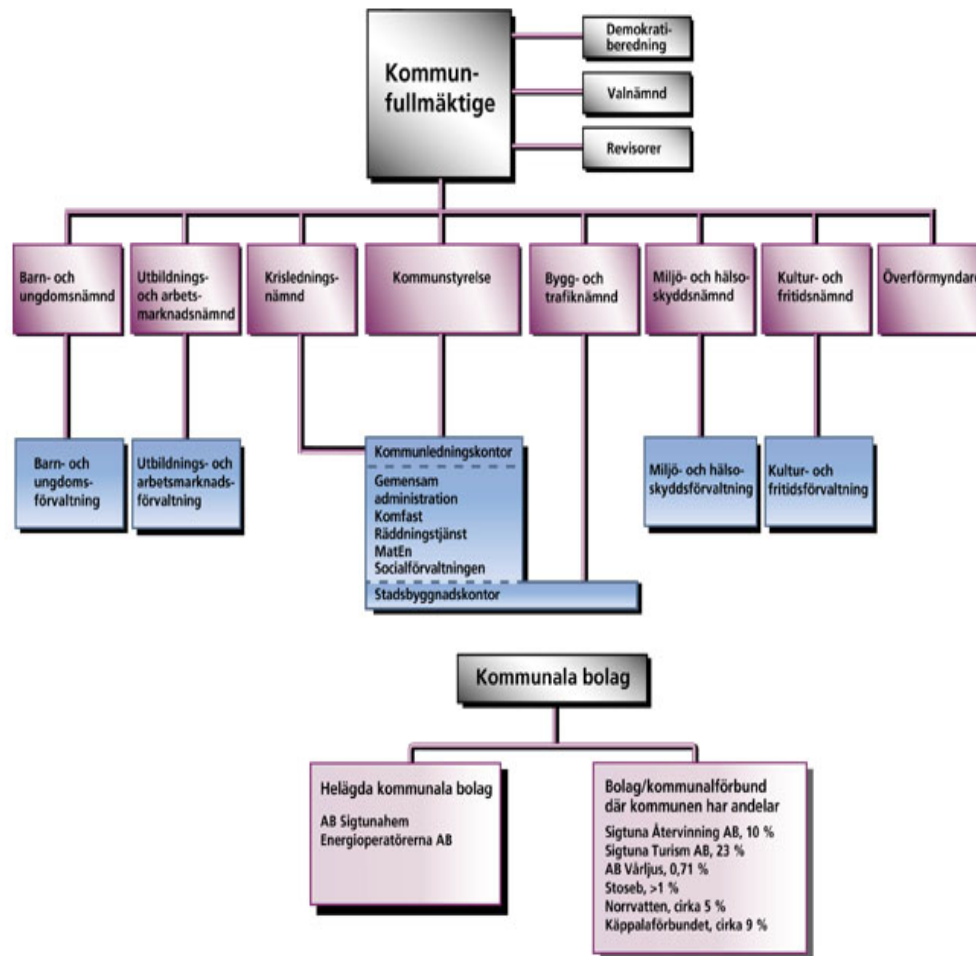 Kommun-
fullmäktige
Demokrati-
beredning
Valnämnd
Revisorer
Barn- och
ungdomsnämnd
Utbildnings-
och arbets-
marknadsnämnd
Krislednings-
nämnd
Kommunstyrelse
Bygg- och
trafiknämnd
Miljö- och hälso-
skyddsnämnd
Kultur- och
fritidsnämnd
Överförmyndare
Barn- och
ungdoms-
förvaltning
Utbildnings- och
arbetsmarknads-
förvaltning
Kommunledningskontor
Gemensam
administration
Komfast
Räddningstjänst
MatEn
Socialförvaltningen
Stadsbyggnadskontor
Miljö- och hälso-
skyddsförvaltning
Kultur- och
fritidsförvaltning
Kommunala bolag
Helägda kommunala bolag
AB Sigtunahem
Energioperatörerna AB
Bolag/kommunalförbund
där kommunen har andelar
Sigtuna Återvinning AB, 10 %
Sigtuna Turism AB, 23 %
AB Vårljus, 0,71 %
Stoseb, >1 %
Norrvatten, cirka 5 %
Käppalaförbundet, cirka 9 %